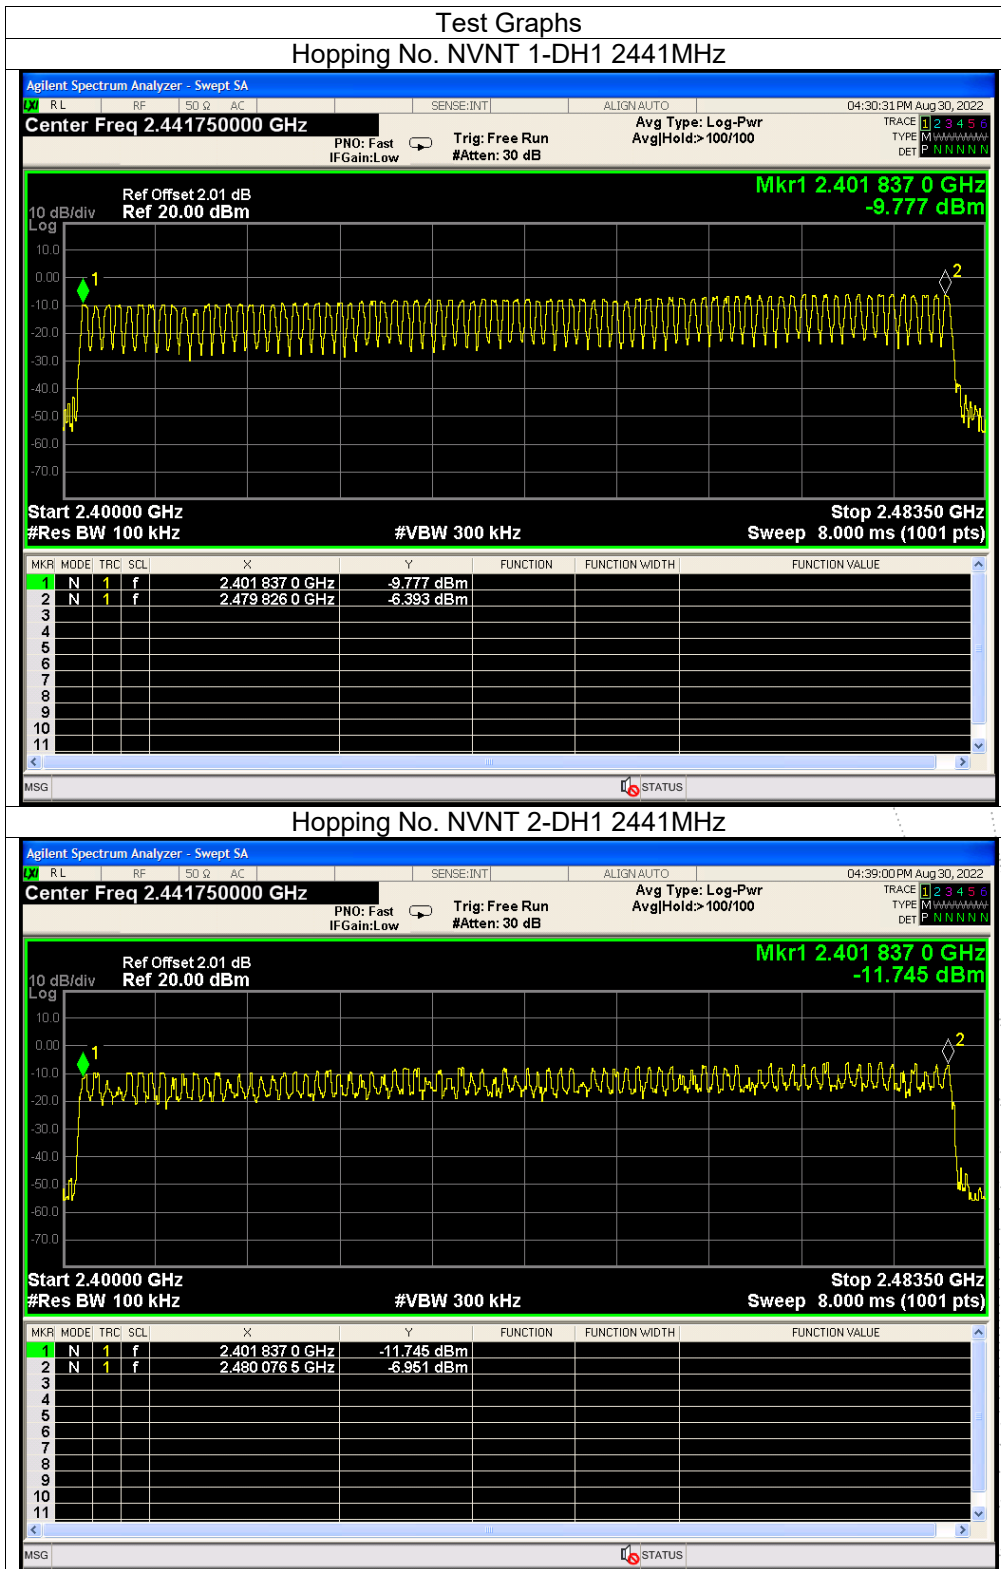 Test Graphs
Hopping No. NVNT 1-DH1 2441MHz
Agilent Spectrum Analyzer - Swept SA
LXI RL RF 50 Ω AC SENSE:INT ALIGN AUTO 04:30:31 PM Aug 30, 2022
Center Freq 2.441750000 GHz
PNO: Fast
IFGain:Low
Trig: Free Run
#Atten: 30 dB
Avg Type: Log-Pwr
Avg|Hold:>100/100
TRACE 1 2 3 4 5 6
TYPE M
DET P N N N N N
Mkr1 2.401 837 0 GHz
-9.777 dBm
Ref Offset 2.01 dB
10 dB/div Ref 20.00 dBm
Log
10.0
0.00
-10.0
-20.0
-30.0
-40.0
-50.0
-60.0
-70.0
1
2
Start 2.40000 GHz Stop 2.48350 GHz
#Res BW 100 kHz #VBW 300 kHz Sweep 8.000 ms (1001 pts)
MKR MODE TRC SCL X Y FUNCTION FUNCTION WIDTH FUNCTION VALUE
1 N 1 f 2.401 837 0 GHz -9.777 dBm
2 N 1 f 2.479 826 0 GHz -6.393 dBm
3
4
5
6
7
8
9
10
11
MSG STATUS
Hopping No. NVNT 2-DH1 2441MHz
Agilent Spectrum Analyzer - Swept SA
LXI RL RF 50 Ω AC SENSE:INT ALIGN AUTO 04:39:00 PM Aug 30, 2022
Center Freq 2.441750000 GHz
PNO: Fast
IFGain:Low
Trig: Free Run
#Atten: 30 dB
Avg Type: Log-Pwr
Avg|Hold:>100/100
TRACE 1 2 3 4 5 6
TYPE M
DET P N N N N N
Mkr1 2.401 837 0 GHz
-11.745 dBm
Ref Offset 2.01 dB
10 dB/div Ref 20.00 dBm
Log
10.0
0.00
-10.0
-20.0
-30.0
-40.0
-50.0
-60.0
-70.0
1
2
Start 2.40000 GHz Stop 2.48350 GHz
#Res BW 100 kHz #VBW 300 kHz Sweep 8.000 ms (1001 pts)
MKR MODE TRC SCL X Y FUNCTION FUNCTION WIDTH FUNCTION VALUE
1 N 1 f 2.401 837 0 GHz -11.745 dBm
2 N 1 f 2.480 076 5 GHz -6.951 dBm
3
4
5
6
7
8
9
10
11
MSG STATUS